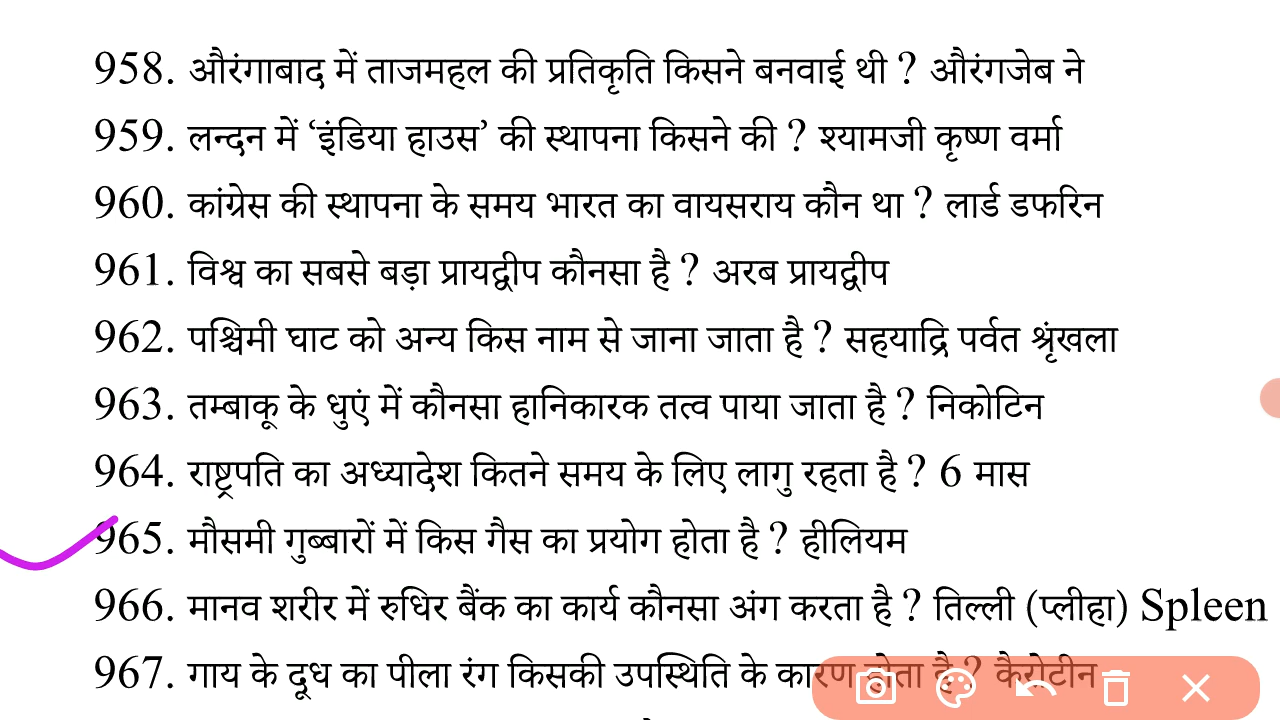 958. औरंगाबाद में ताजमहल की प्रतिकृति किसने बनवाई थी ? औरंगजेब ने
959. लन्दन में ‘इंडिया हाउस’ की स्थापना किसने की ? श्यामजी कृष्ण वर्मा
960. कांग्रेस की स्थापना के समय भारत का वायसराय कौन था ? लार्ड डफरिन
961. विश्व का सबसे बड़ा प्रायद्वीप कौनसा है ? अरब प्रायद्वीप
962. पश्चिमी घाट को अन्य किस नाम से जाना जाता है ? सहयाद्रि पर्वत श्रृंखला
963. तम्बाकू के धुएं में कौनसा हानिकारक तत्व पाया जाता है ? निकोटिन
964. राष्ट्रपति का अध्यादेश कितने समय के लिए लागु रहता है ? 6 मास
965. मौसमी गुब्बारों में किस गैस का प्रयोग होता है ? हीलियम
966. मानव शरीर में रुधिर बैंक का कार्य कौनसा अंग करता है ? तिल्ली (प्लीहा) Spleen
967. गाय के दूध का पीला रंग किसकी उपस्थिति के कारण होता है ? कैरोटीन